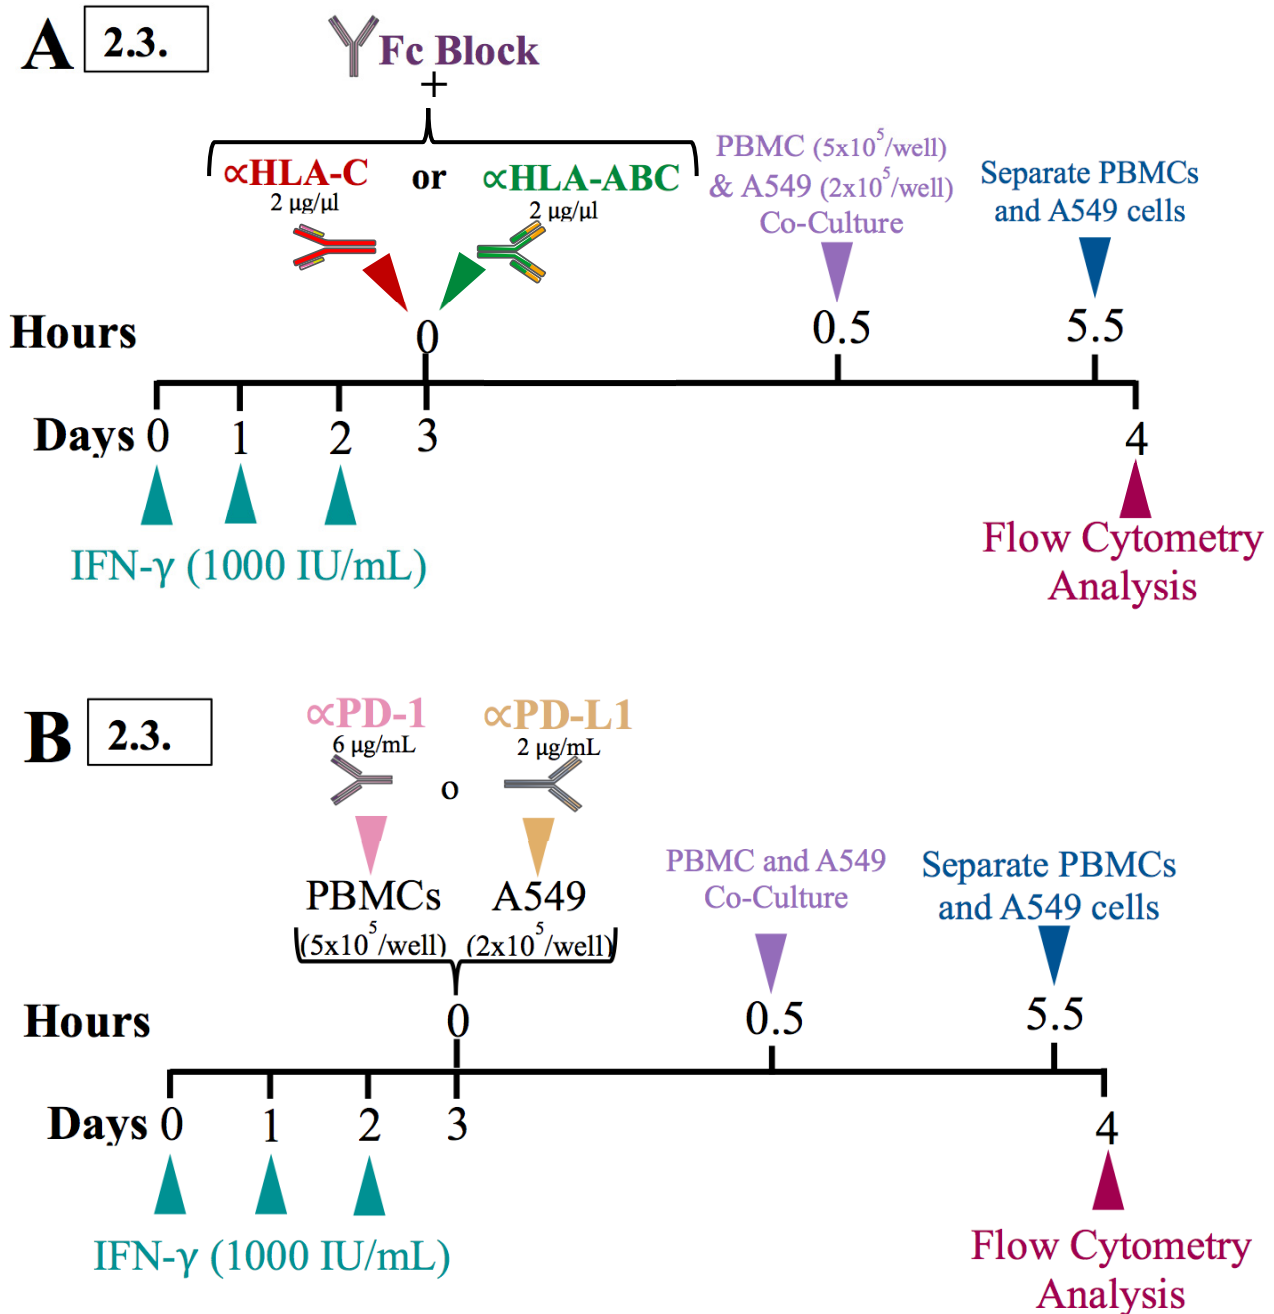 A 2.3.
Fc Block
+
∝HLA-C or ∝HLA-ABC
2 µg/µl 2 µg/µl
PBMC (5x10⁵/well)
& A549 (2x10⁵/well)
Co-Culture
Separate PBMCs
and A549 cells
Hours 0 0.5 5.5
Days 0 1 2 3 4
IFN-γ (1000 IU/mL)
Flow Cytometry
Analysis
B 2.3.
∝PD-1 ∝PD-L1
6 µg/mL 2 µg/mL
o
PBMCs A549
(5x10⁵/well) (2x10⁵/well)
PBMC and A549
Co-Culture
Separate PBMCs
and A549 cells
Hours 0 0.5 5.5
Days 0 1 2 3 4
IFN-γ (1000 IU/mL)
Flow Cytometry
Analysis